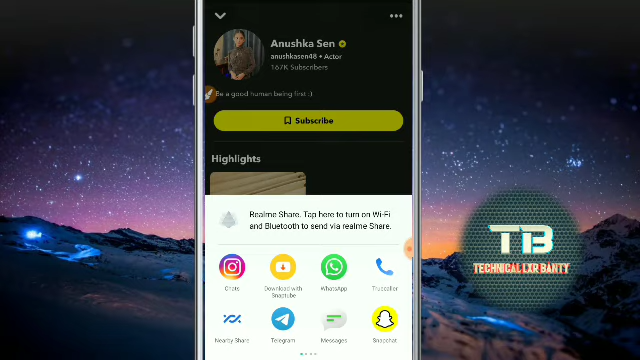 Anushka Sen
anushkasen48 • Actor
167K Subscribers
Be a good human being first :)
Subscribe
Highlights
Realme Share. Tap here to turn on Wi-Fi
and Bluetooth to send via realme Share.
Chats
Download with
Snaptube
WhatsApp
Truecaller
Nearby Share
Telegram
Messages
Snapchat
TB
TECHNICAL LKR BANTY